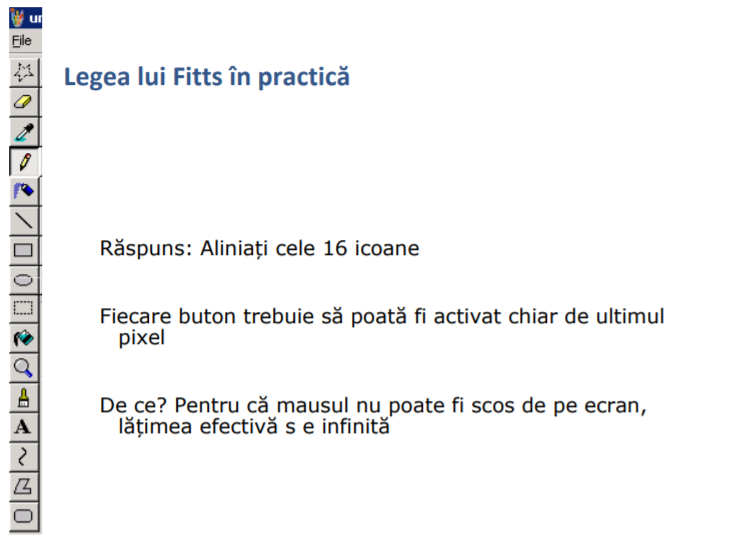 ur
File
Legea lui Fitts în practică
A
Răspuns: Aliniați cele 16 icoane
Fiecare buton trebuie să poată fi activat chiar de ultimul
pixel
De ce? Pentru că mausul nu poate fi scos de pe ecran,
lățimea efectivă s e infinită